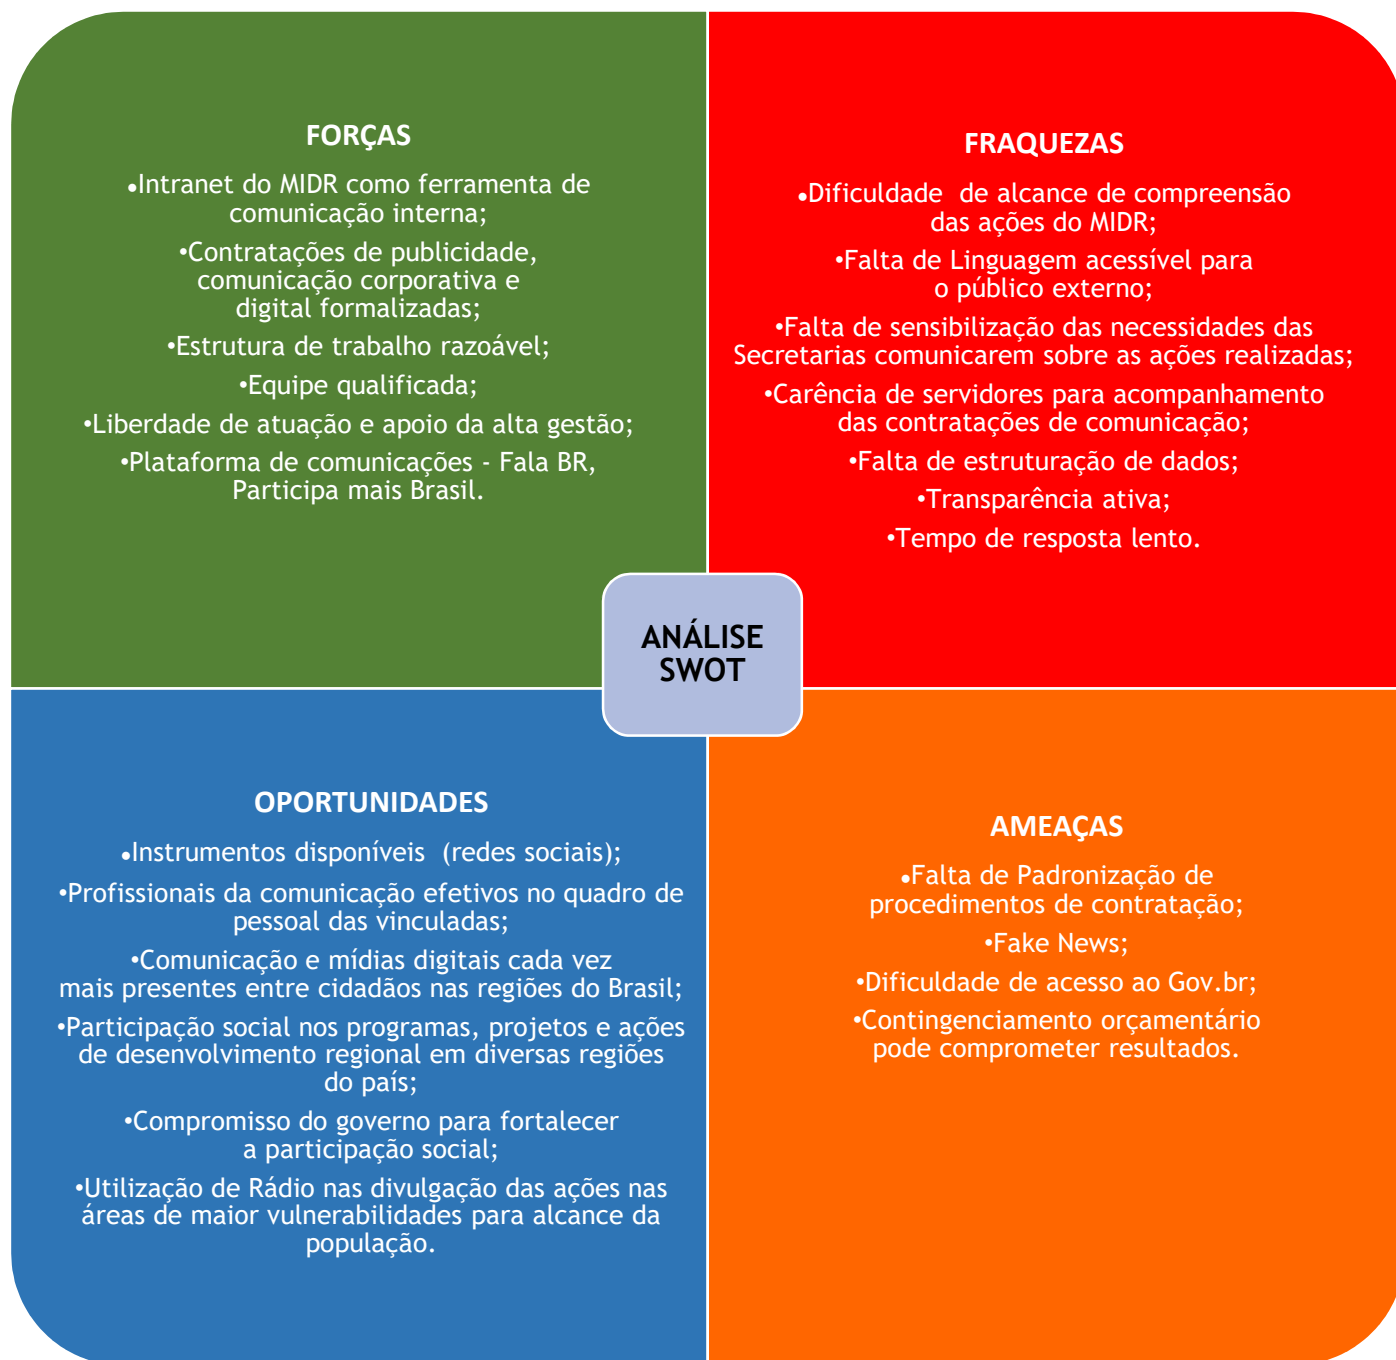 FORÇAS
•Intranet do MIDR como ferramenta de
comunicação interna;
•Contratações de publicidade,
comunicação corporativa e
digital formalizadas;
•Estrutura de trabalho razoável;
•Equipe qualificada;
•Liberdade de atuação e apoio da alta gestão;
•Plataforma de comunicações - Fala BR,
Participa mais Brasil.
FRAQUEZAS
•Dificuldade  de alcance de compreensão
das ações do MIDR;
•Falta de Linguagem acessível para
o público externo;
•Falta de sensibilização das necessidades das
Secretarias comunicarem sobre as ações realizadas;
•Carência de servidores para acompanhamento
das contratações de comunicação;
•Falta de estruturação de dados;
•Transparência ativa;
•Tempo de resposta lento.
ANÁLISE
SWOT
OPORTUNIDADES
•Instrumentos disponíveis  (redes sociais);
•Profissionais da comunicação efetivos no quadro de
pessoal das vinculadas;
•Comunicação e mídias digitais cada vez
mais presentes entre cidadãos nas regiões do Brasil;
•Participação social nos programas, projetos e ações
de desenvolvimento regional em diversas regiões
do país;
•Compromisso do governo para fortalecer
a participação social;
•Utilização de Rádio nas divulgação das ações nas
áreas de maior vulnerabilidades para alcance da
população.
AMEAÇAS
•Falta de Padronização de
procedimentos de contratação;
•Fake News;
•Dificuldade de acesso ao Gov.br;
•Contingenciamento orçamentário
pode comprometer resultados.